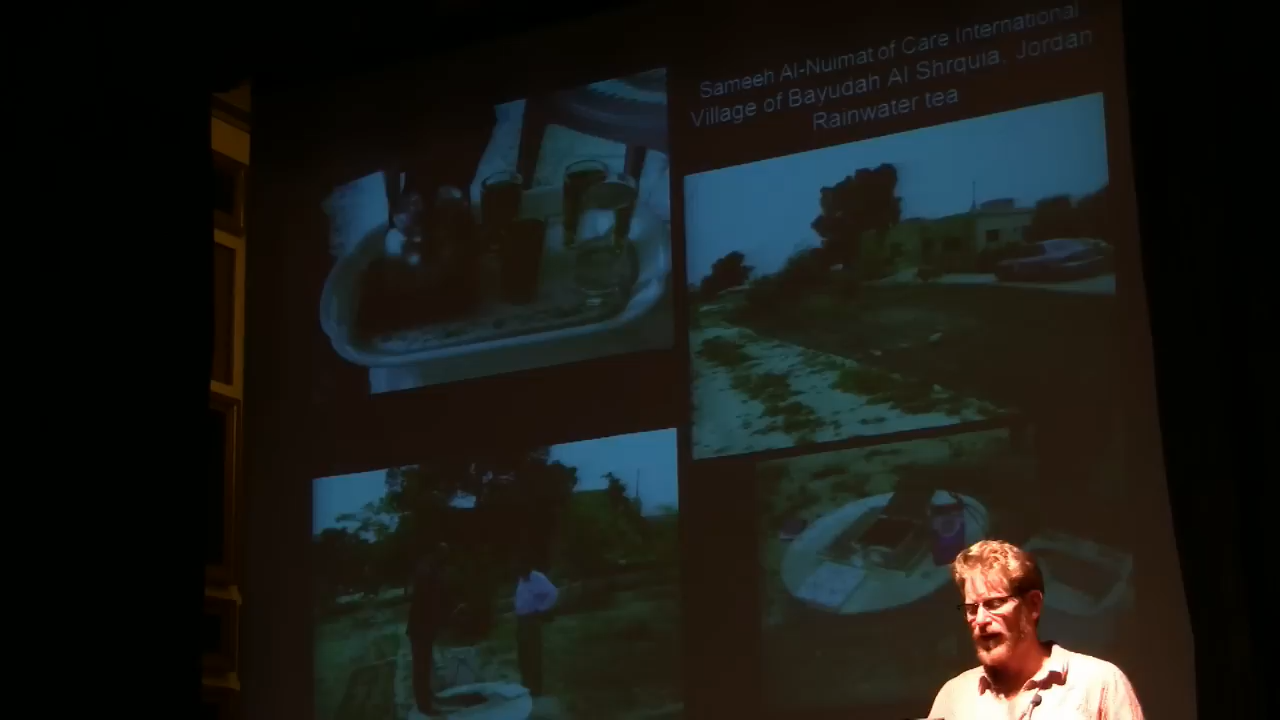 Sameeh Al-Nuimat of Care International
Village of Bayudah Al Shrquia, Jordan
Rainwater tea